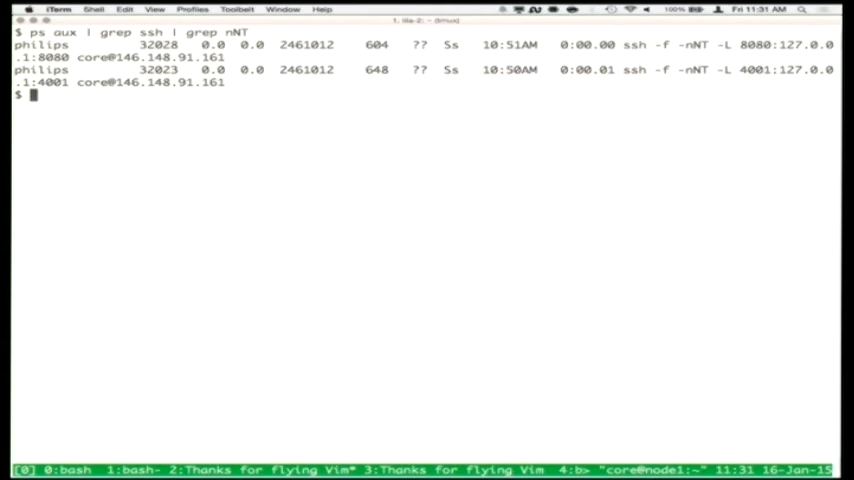 iTerm Shell Edit View Profiles Toolbelt Window Help 100% Fri 11:31 AM
$ ps aux | grep ssh | grep nNT
philips 32028 0.0 0.0 2461012 604 ?? Ss 10:51AM 0:00.00 ssh -f -nNT -L 8080:127.0.0
.1:8080 core@146.148.91.161
philips 32023 0.0 0.0 2461012 648 ?? Ss 10:50AM 0:00.01 ssh -f -nNT -L 4001:127.0.0
.1:4001 core@146.148.91.161
$
[0] 0:bash 1:bash- 2:Thanks for flying Vim* 3:Thanks for flying Vim 4:b> "core@node1:~" 11:31 16-Jan-15